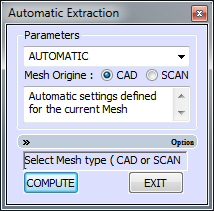 Automatic Extraction
Parameters
AUTOMATIC
Mesh Origine : CAD SCAN
Automatic settings defined
for the current Mesh
» Option
Select Mesh type ( CAD or SCAN
COMPUTE EXIT